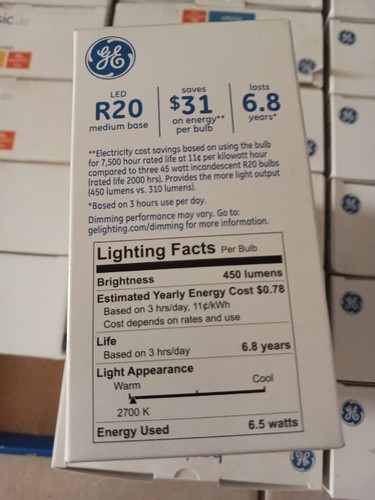 GE
LED
R20
medium base
saves
$31
on energy**
per bulb
lasts
6.8
years*
**Electricity cost savings based on using the bulb
for 7,500 hour rated life at 11¢ per kilowatt hour
compared to three 45 watt incandescent R20 bulbs
(rated life 2000 hrs). Provides the more light output
(450 lumens vs. 310 lumens).
*Based on 3 hours use per day.
Dimming performance may vary. Go to:
gelighting.com/dimming for more information.
Lighting Facts Per Bulb
Brightness 450 lumens
Estimated Yearly Energy Cost $0.78
Based on 3 hrs/day, 11¢/kWh
Cost depends on rates and use
Life
Based on 3 hrs/day 6.8 years
Light Appearance
Warm Cool
2700 K
Energy Used 6.5 watts